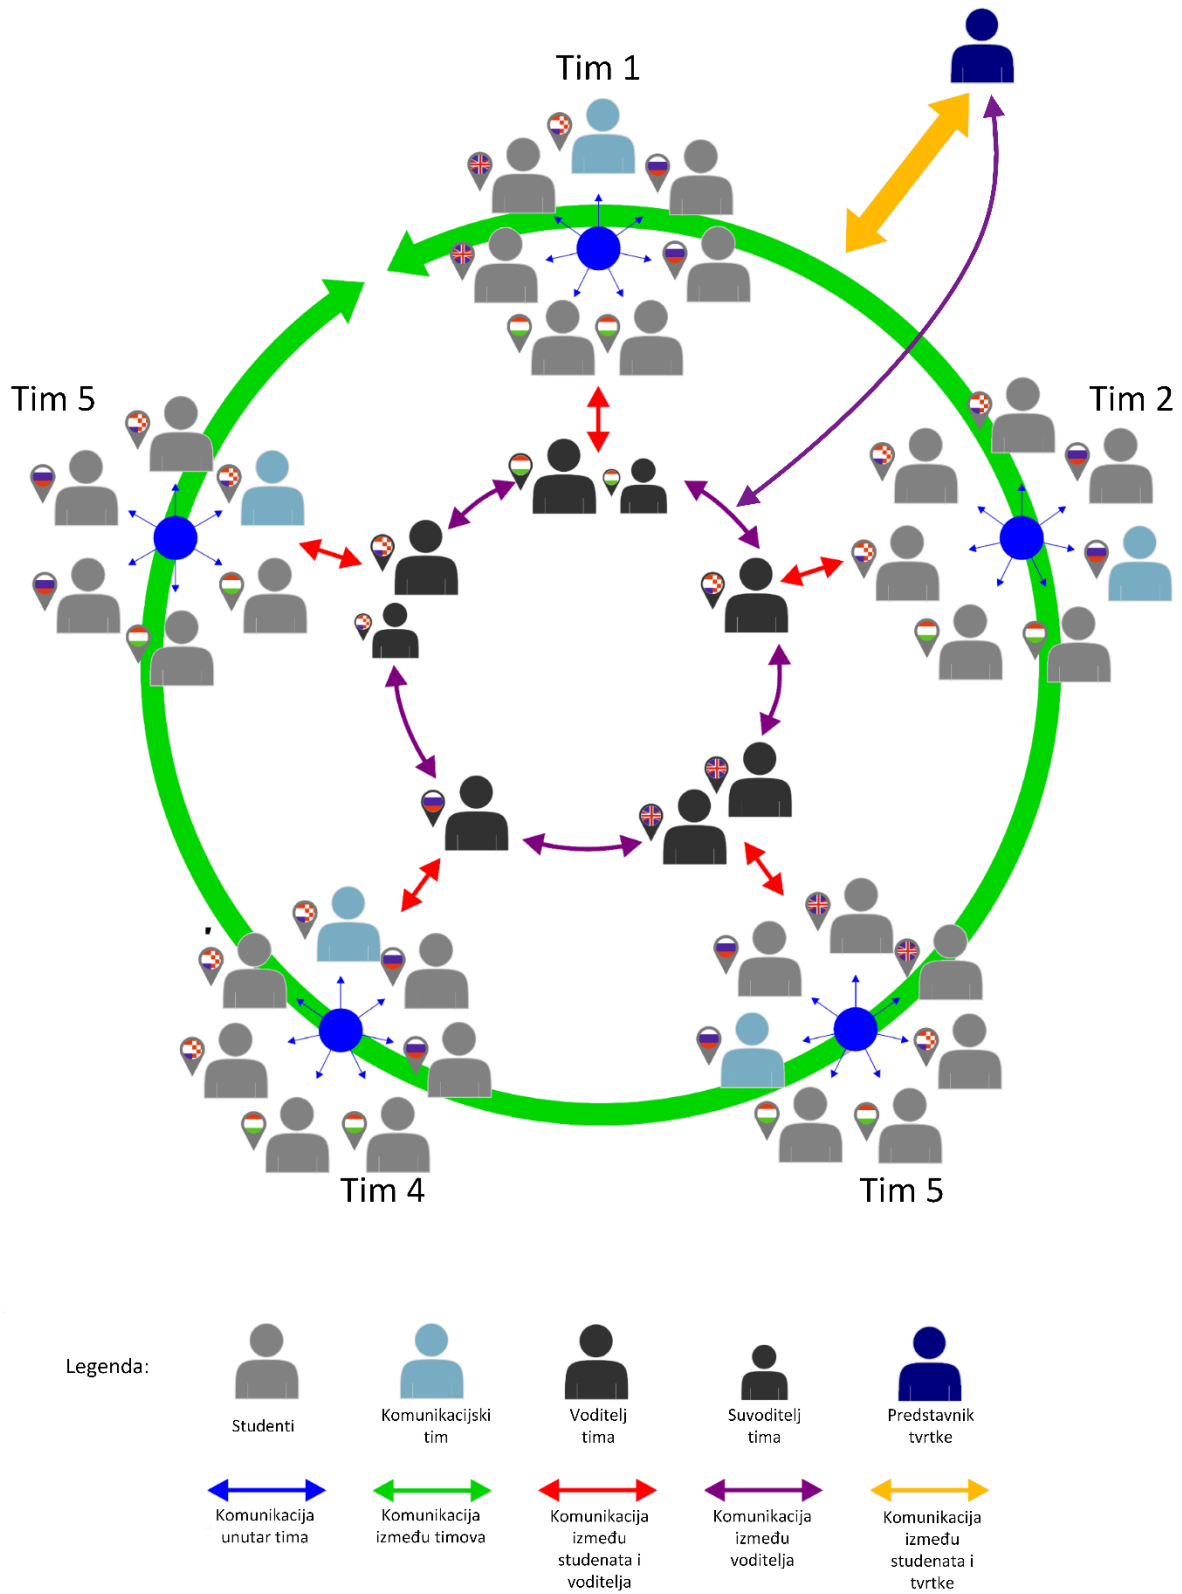 Tim 1
Tim 5
Tim 2
Tim 4
Tim 5
Legenda:
Studenti
Komunikacijski
tim
Voditelj
tima
Suvoditelj
tima
Predstavnik
tvrtke
Komunikacija
unutar tima
Komunikacija
između timova
Komunikacija
između
studenata i
voditelja
Komunikacija
između
voditelja
Komunikacija
između
studenata i
tvrtke